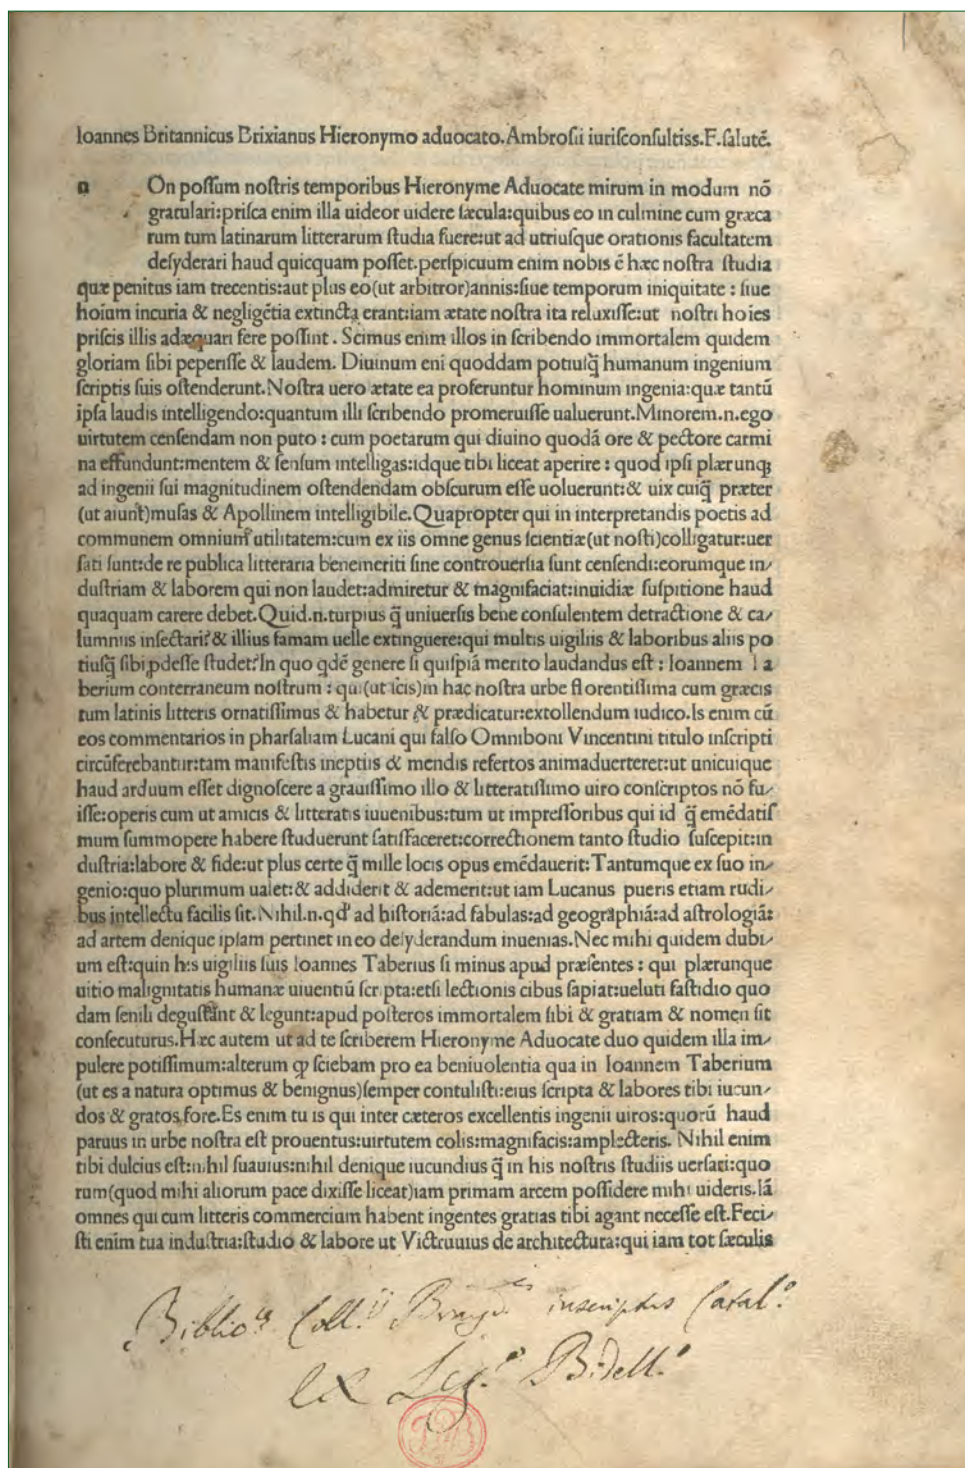 Ioannes Britannicus Brixianus Hieronymo aduocato. Ambrosii iurisconsultiss. F. salutẽ.
n On possum nostris temporibus Hieronyme Aduocate mirum in modum nõ
gratulari: prisca enim illa uideor uidere sæcula: quibus eo in culmine cum græca
rum tum latinarum litterarum studia fuere: ut ad utriusque orationis facultatem
desyderari haud quicquam posset. perspicuum enim nobis ẽ hæc nostra studia
quæ penitus iam trecentis: aut plus eo (ut arbitror) annis: siue temporum iniquitate: siue
hoĩum incuria & negligẽtia extincta erant: iam ætate nostra ita reluxisse: ut nostri hoĩes
priscis illis adæquari fere possint. Scimus enim illos in scribendo immortalem quidem
gloriam sibi peperisse & laudem. Diuinum eni quoddam potiusq̃ humanum ingenium
scriptis suis ostenderunt. Nostra uero ætate ea proferuntur hominum ingenia: quæ tantũ
ipsa laudis intelligendo: quantum illi scribendo promeruisse ualuerunt. Minorem .n. ego
uirtutem censendam non puto: cum poetarum qui diuino quodã ore & pectore carmi
na effundunt: mentem & sensum intelligas: idque tibi liceat aperire: quod ipsi plærunq;
ad ingenii sui magnitudinem ostendendam obscurum esse uoluerunt: & uix cuiq̃ præter
(ut aiunt) musas & Apollinem intelligibile. Quapropter qui in interpretandis poetis ad
communem omnium utilitatem: cum ex iis omne genus scientiæ (ut nosti) colligatur: uer
sati sunt: de re publica litteraria benemeriti sine controuersia sunt censendi: eorumque in⸗
dustriam & laborem qui non laudet: admiretur & magnifaciat: inuidiæ suspitione haud
quaquam carere debet. Quid .n. turpius q̃ uniuersis bene consulentem detractione & ca⸗
lumniis insectari? & illius famam uelle extinguere: qui multis uigiliis & laboribus aliis po
tiusq̃ sibi ꝓdesse studet? In quo qdẽ genere si quispiã merito laudandus est: Ioannem Ta
berium conterraneum nostrum: qui (ut scis) in hac nostra urbe florentissima cum græcis
tum latinis litteris ornatissimus & habetur & prædicatur: extollendum iudico. Is enim cũ
eos commentarios in pharsaliam Lucani qui falso Omniboni Vincentini titulo inscripti
circũferebantur: tam manifestis ineptiis & mendis refertos animaduerteret: ut unicuique
haud arduum esset dignoscere a grauissimo illo & litteratissimo uiro conscriptos nõ fu⸗
isse: operis cum ut amicis & litteratis iuuenibus: tum ut impressoribus qui id q̃ emẽdatis
mum summopere habere studuerunt satisfaceret: correctionem tanto studio suscepit: in
dustria: labore & fide: ut plus certe q̃ mille locis opus emẽdauerit: Tantumque ex suo in⸗
genio: quo plurimum ualet: & addiderit & ademerit: ut iam Lucanus pueris etiam rudi⸗
bus intellectu facilis sit. Nihil .n. qd' ad historiã: ad fabulas: ad geographiã: ad astrologiã:
ad artem denique ipsam pertinet in eo desyderandum inuenias. Nec mihi quidem dubi⸗
um est: quin his uigiliis suis Ioannes Taberius si minus apud præsentes: qui plærunque
uitio malignitatis humanæ uiuentiũ scripta: etsi lectionis cibus sapiat: ueluti fastidio quo
dam senili degustant & legunt: apud posteros immortalem sibi & gratiam & nomen sit
consecuturus. Hæc autem ut ad te scriberem Hieronyme Aduocate duo quidem illa im⸗
pulere potissimum: alterum ꝙ sciebam pro ea beniuolentia qua in Ioannem Taberium
(ut es a natura optimus & benignus) semper contulisti: eius scripta & labores tibi iucun⸗
dos & gratos fore. Es enim tu is qui inter cæteros excellentis ingenii uiros: quorũ haud
paruus in urbe nostra est prouentus: uirtutem colis: magnifacis: amplecteris. Nihil enim
tibi dulcius est: nihil suauius: nihil denique iucundius q̃ in his nostris studiis uersari: quo
rum (quod mihi aliorum pace dixisse liceat) iam primam arcem possidere mihi uideris. Iã
omnes qui cum litteris commercium habent ingentes gratias tibi agant necesse est. Feci⸗
sti enim tua industria: studio & labore ut Victruuius de architectura: qui iam tot sæculis
Biblio. Coll.ii Brayd. inscriptus Catal.o
ex Leg.o Bidell.o